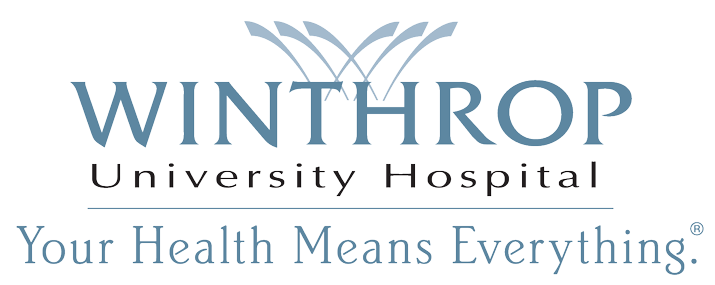 WINTHROP
University Hospital
Your Health Means Everything.®